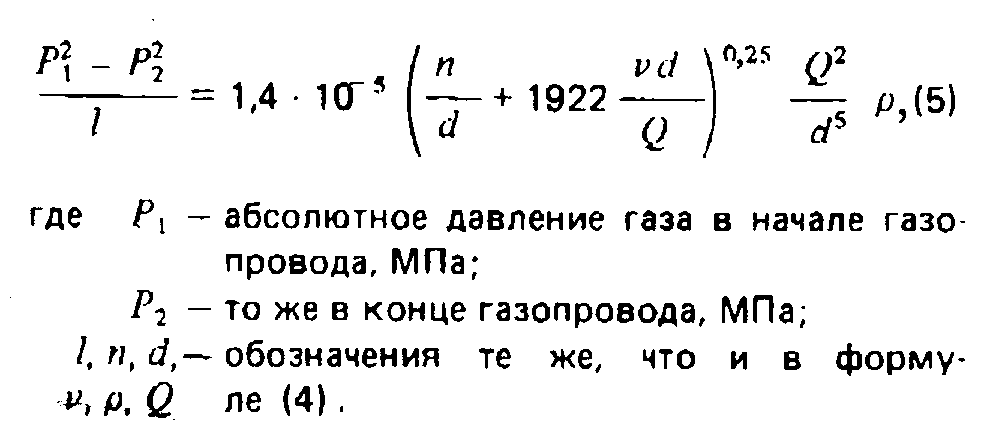 (P₁² − P₂²) / l = 1,4 · 10⁻⁵ (n/d + 1922 νd/Q)^0,25 Q²/d⁵ ρ, (5)
где P₁ — абсолютное давление газа в начале газо-
провода, МПа;
P₂ — то же в конце газопровода, МПа;
l, n, d, — обозначения те же, что и в форму-
ν, ρ, Q ле (4).